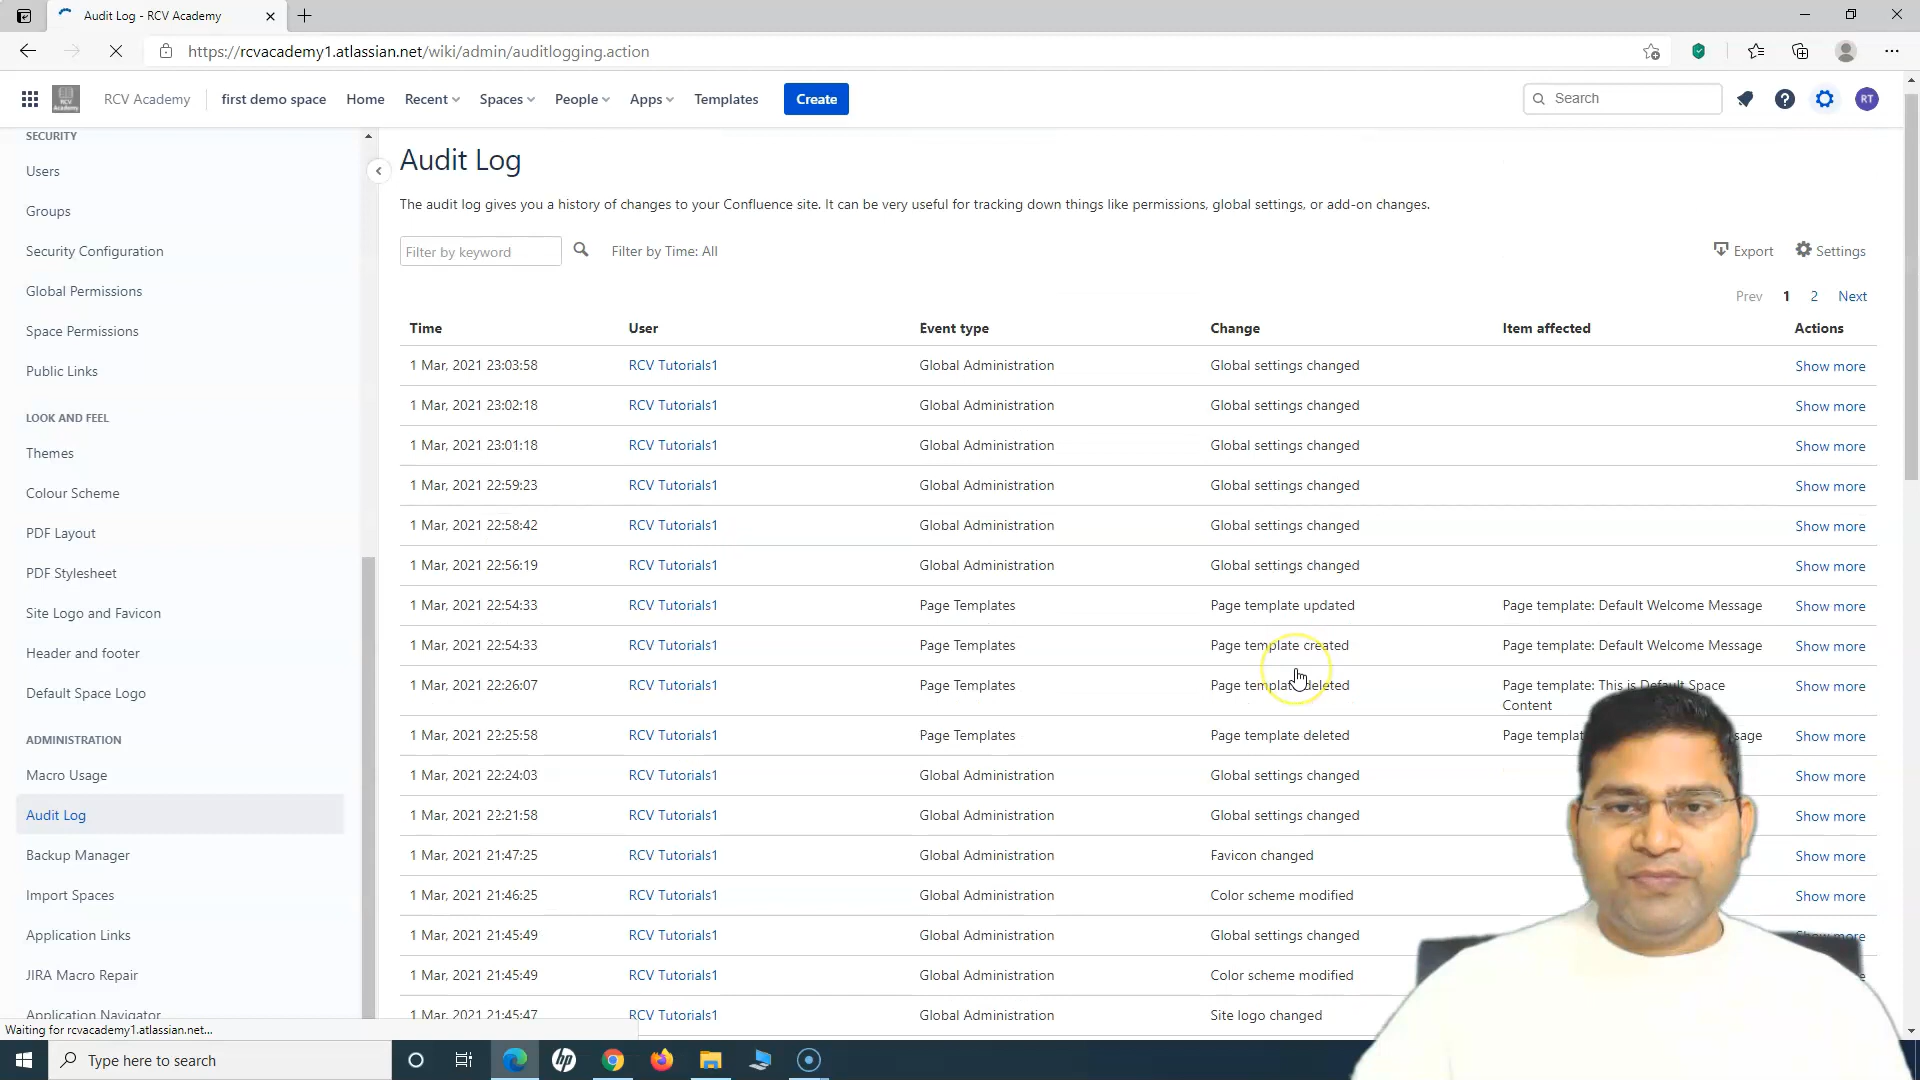 Audit Log - RCV Academy
https://rcvacademy1.atlassian.net/wiki/admin/auditlogging.action
RCV Academy
RCV Academy first demo space Home Recent Spaces People Apps Templates Create Search RT
SECURITY
Users
Groups
Security Configuration
Global Permissions
Space Permissions
Public Links
LOOK AND FEEL
Themes
Colour Scheme
PDF Layout
PDF Stylesheet
Site Logo and Favicon
Header and footer
Default Space Logo
ADMINISTRATION
Macro Usage
Audit Log
Backup Manager
Import Spaces
Application Links
JIRA Macro Repair
Application Navigator
Audit Log
The audit log gives you a history of changes to your Confluence site. It can be very useful for tracking down things like permissions, global settings, or add-on changes.
Filter by keyword Filter by Time: All Export Settings
Prev 1 2 Next
Time User Event type Change Item affected Actions
1 Mar, 2021 23:03:58 RCV Tutorials1 Global Administration Global settings changed Show more
1 Mar, 2021 23:02:18 RCV Tutorials1 Global Administration Global settings changed Show more
1 Mar, 2021 23:01:18 RCV Tutorials1 Global Administration Global settings changed Show more
1 Mar, 2021 22:59:23 RCV Tutorials1 Global Administration Global settings changed Show more
1 Mar, 2021 22:58:42 RCV Tutorials1 Global Administration Global settings changed Show more
1 Mar, 2021 22:56:19 RCV Tutorials1 Global Administration Global settings changed Show more
1 Mar, 2021 22:54:33 RCV Tutorials1 Page Templates Page template updated Page template: Default Welcome Message Show more
1 Mar, 2021 22:54:33 RCV Tutorials1 Page Templates Page template created Page template: Default Welcome Message Show more
1 Mar, 2021 22:26:07 RCV Tutorials1 Page Templates Page template deleted Page template: This is Default Space Show more
Content
1 Mar, 2021 22:25:58 RCV Tutorials1 Page Templates Page template deleted Page Show more
1 Mar, 2021 22:24:03 RCV Tutorials1 Global Administration Global settings changed Show more
1 Mar, 2021 22:21:58 RCV Tutorials1 Global Administration Global settings changed Show more
1 Mar, 2021 21:47:25 RCV Tutorials1 Global Administration Favicon changed Show more
1 Mar, 2021 21:46:25 RCV Tutorials1 Global Administration Color scheme modified Show more
1 Mar, 2021 21:45:49 RCV Tutorials1 Global Administration Global settings changed Show more
1 Mar, 2021 21:45:49 RCV Tutorials1 Global Administration Color scheme modified
1 Mar, 2021 21:45:47 RCV Tutorials1 Global Administration Site logo changed
Waiting for rcvacademy1.atlassian.net...
Type here to search
hp